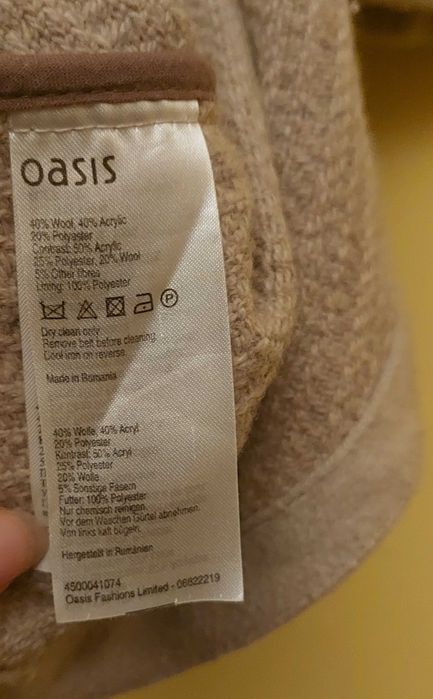 oasis
40% Wool, 40% Acrylic
20% Polyester
Contrast: 50% Acrylic
25% Polyester, 20% Wool
5% Other fibres
Lining: 100% Polyester
P
Dry clean only.
Remove belt before cleaning.
Cool iron on reverse.
Made in Romania
40% Wolle, 40% Acryl
20% Polyester
Kontrast: 50% Acryl
25% Polyester
20% Wolle
5% Sonstige Fasern
Futter: 100% Polyester
Nur chemisch reinigen.
Vor dem Waschen Gürtel abnehmen.
Von links kalt bügeln.
Hergestellt in Rumänien
4500041074
Oasis Fashions Limited - 06622219